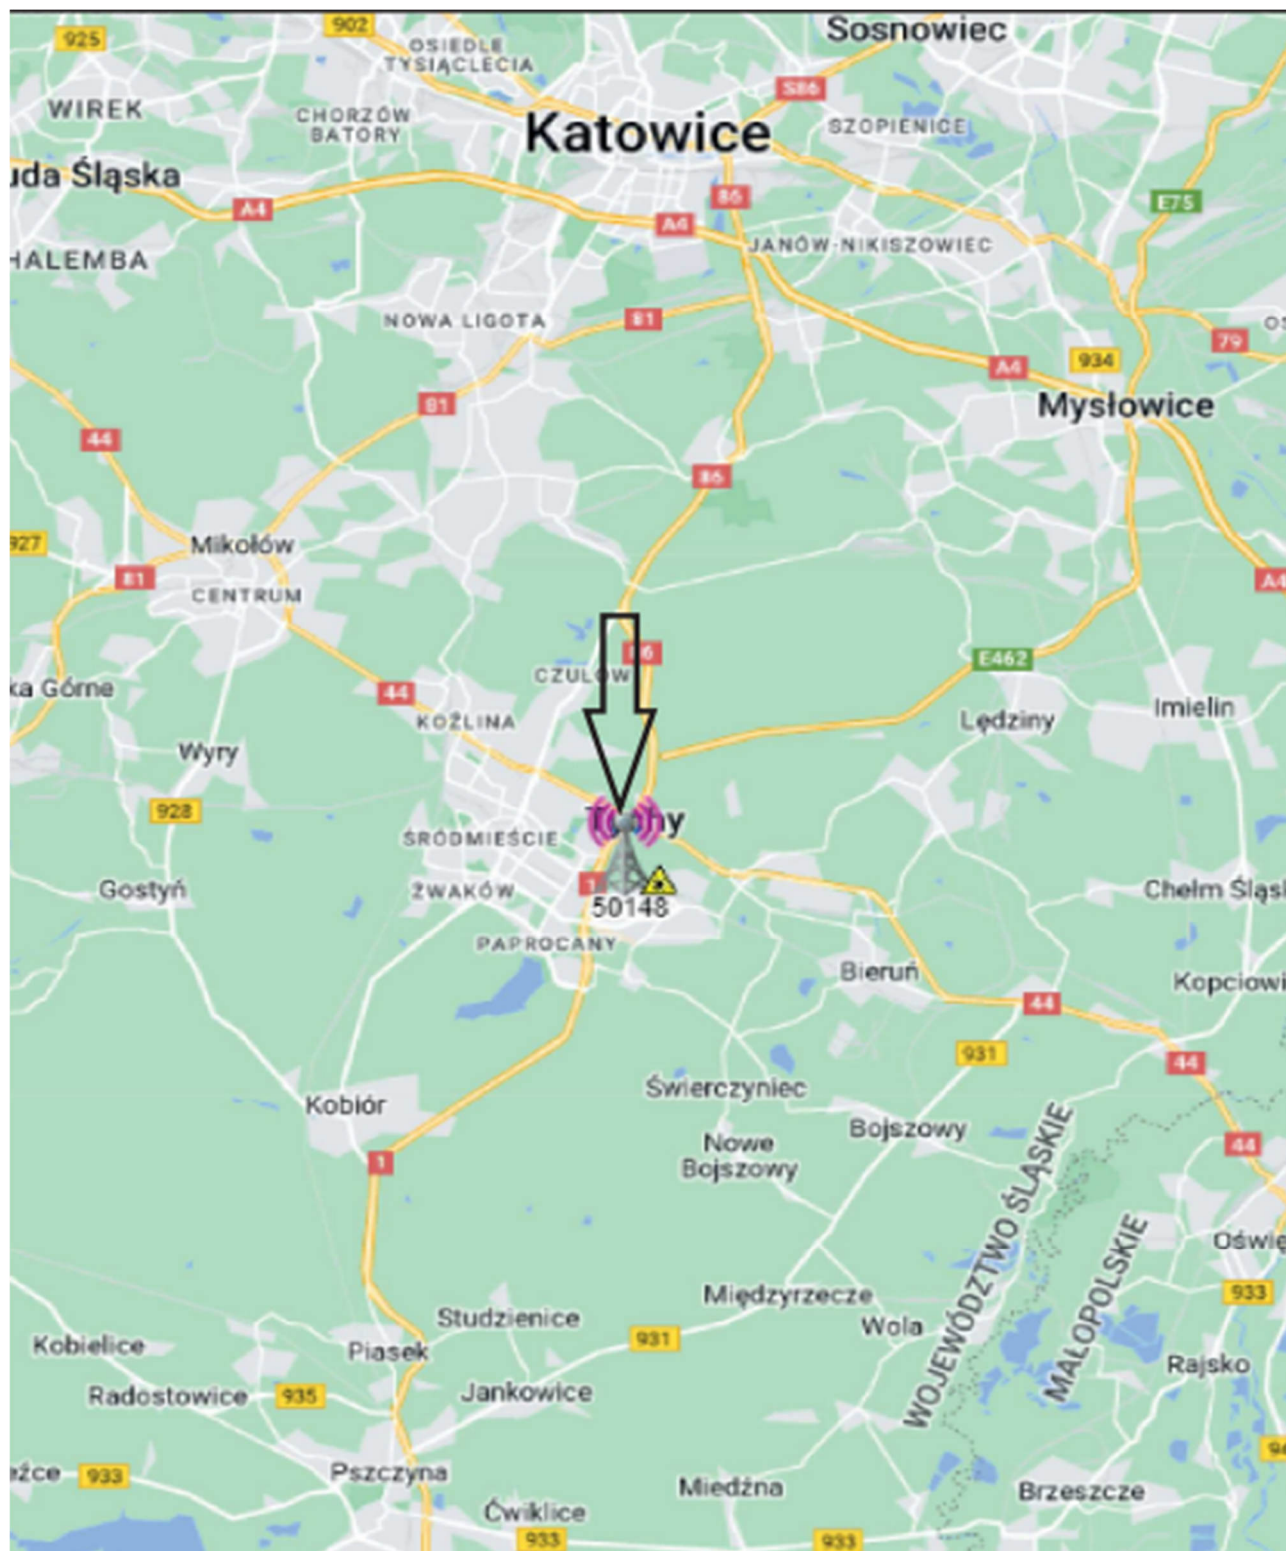 902
925
Sosnowiec
OSIEDLE
TYSIĄCLECIA
S86
WIREK
CHORZÓW
BATORY
Katowice
SZOPIENICE
uda Śląska
86
E75
A4
A4
JANÓW-NIKISZOWIEC
HALEMBA
NOWA LIGOTA
81
79
A4
934
81
Mysłowice
44
86
927
Mikołów
81
A4
CENTRUM
CZUŁÓW
E462
ka Górne
44
KOŹLINA
Lędziny
Imielin
Wyry
928
ŚRÓDMIEŚCIE
Gostyń
ŻWAKÓW
1
50148
Chełm Śląs
PAPROCANY
Bieruń
Kopciowi
44
931
44
Świerczyniec
Kobiór
Bojszowy
44
Nowe
Bojszowy
1
WOJEWÓDZTWO ŚLĄSKIE
MAŁOPOLSKIE
Oświę
Międzyrzecze
933
Studzienice
Wola
931
Kobielice
Piasek
Rajsko
Radostowice
935
Jankowice
eźce
933
Pszczyna
Miedźna
Brzeszcze
Ćwiklice
933
933